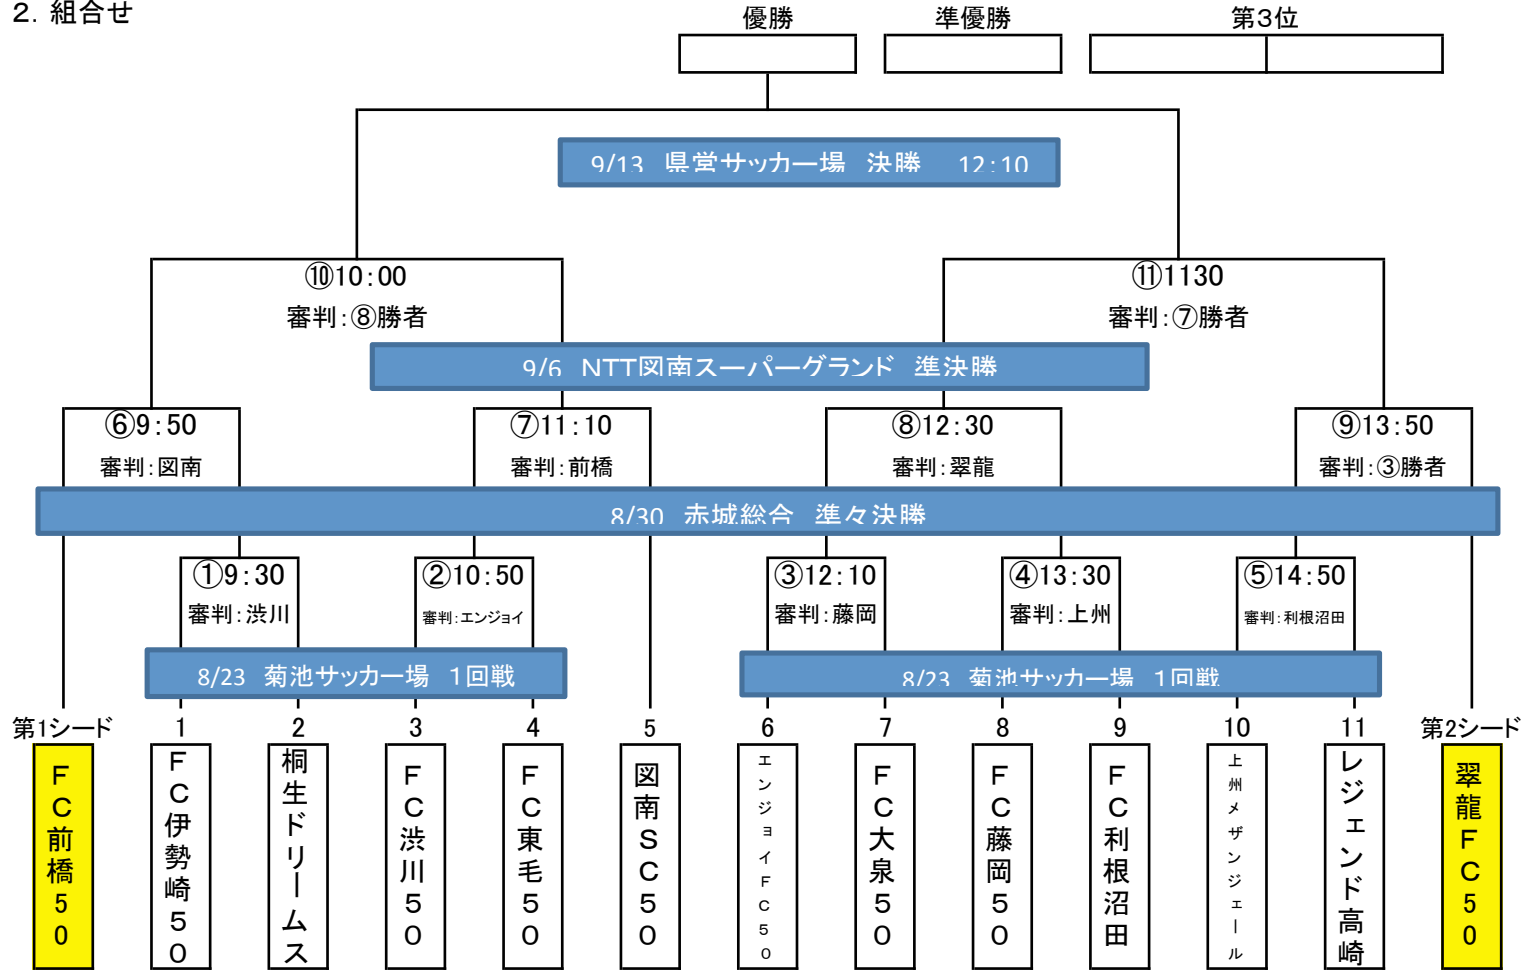 2．組合せ
優勝 準優勝 第3位
9/13　県営サッカー場　決勝　　12:10
⑩10:00 ⑪1130
審判:⑧勝者 審判:⑦勝者
9/6　NTT図南スーパーグランド　準決勝
⑥9:50 ⑦11:10 ⑧12:30 ⑨13:50
審判:図南 審判:前橋 審判:翠龍 審判:③勝者
8/30　赤城総合　準々決勝
①9:30 ②10:50 ③12:10 ④13:30 ⑤14:50
審判:渋川 審判:エンジョイ 審判:藤岡 審判:上州 審判:利根沼田
8/23　菊池サッカー場　1回戦 8/23　菊池サッカー場　1回戦
第1シード 1 2 3 4 5 6 7 8 9 10 11 第2シード
FC前橋50
FC伊勢崎50
桐生ドリームス
FC渋川50
FC東毛50
図南SC50
エンジョイFC50
FC大泉50
FC藤岡50
FC利根沼田
上州メザンジェール
レジェンド高崎
翠龍FC50